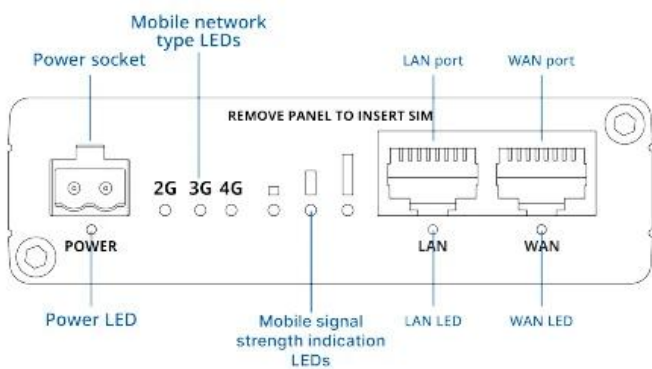 Mobile network
type LEDs
Power socket
LAN port
WAN port
REMOVE PANEL TO INSERT SIM
2G 3G 4G
POWER
LAN
WAN
Power LED
Mobile signal
strength indication
LEDs
LAN LED
WAN LED